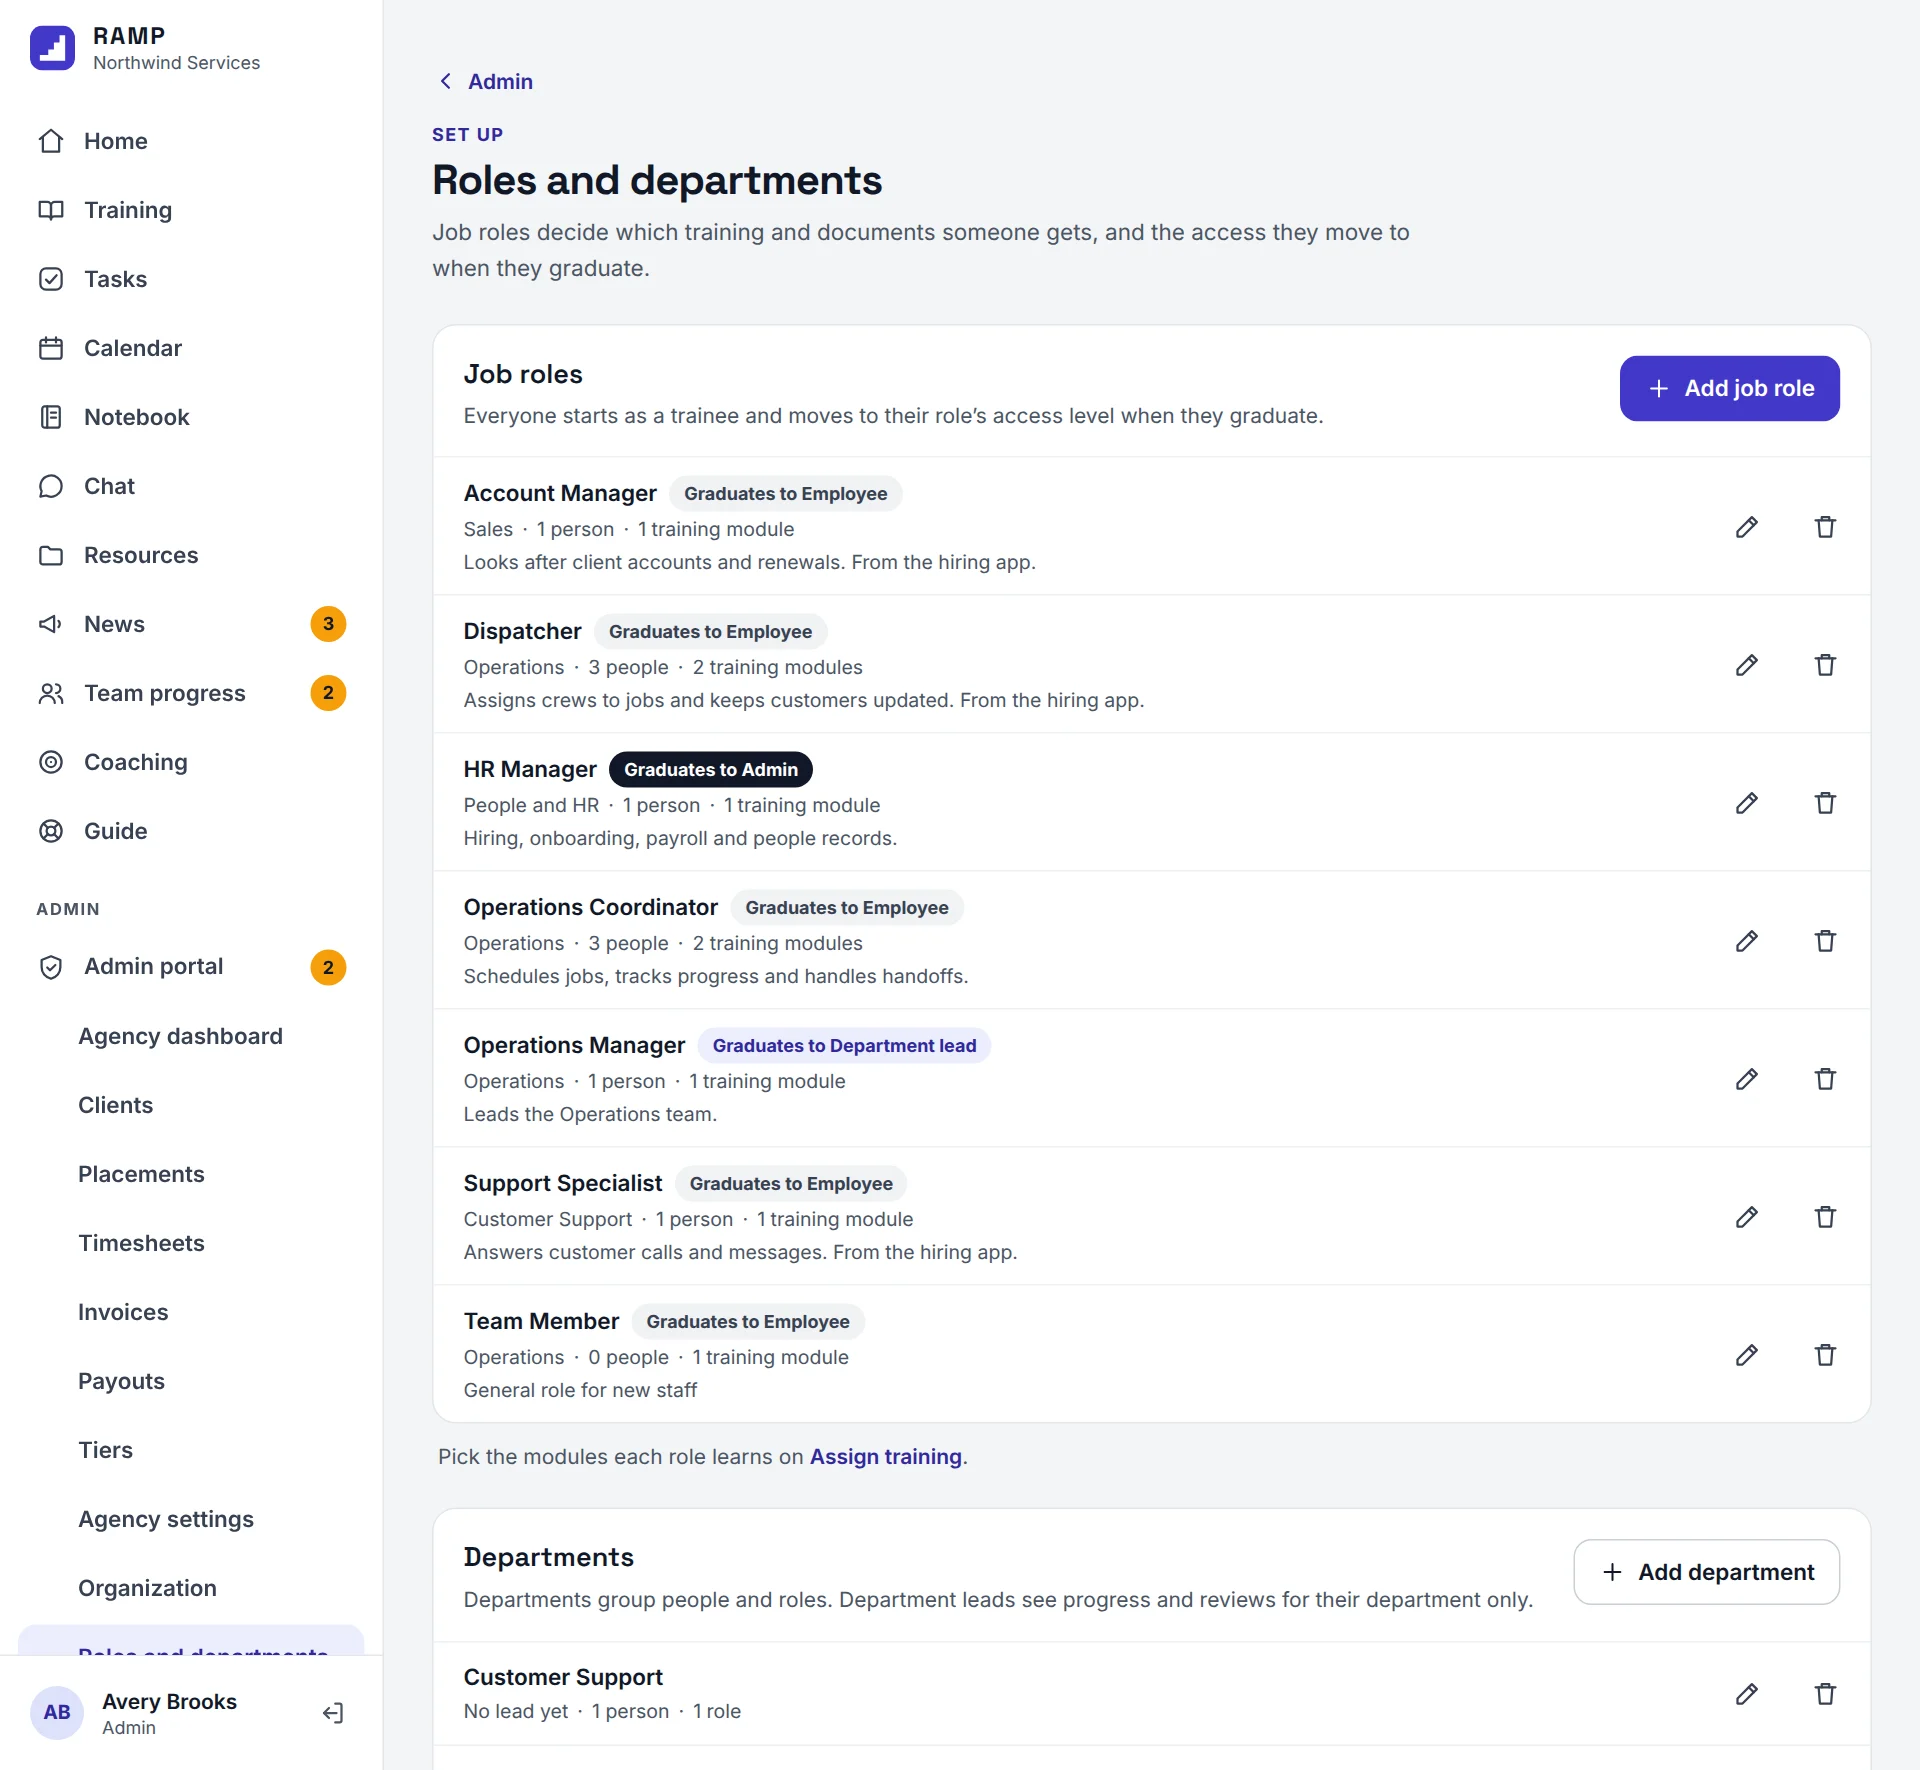 RAMP
Northwind Services
Home
Training
Tasks
Calendar
Notebook
Chat
Resources
News 3
Team progress 2
Coaching
Guide
ADMIN
Admin portal 2
Agency dashboard
Clients
Placements
Timesheets
Invoices
Payouts
Tiers
Agency settings
Organization
Roles and departments
AB
Avery Brooks
Admin
Admin
SET UP
Roles and departments
Job roles decide which training and documents someone gets, and the access they move to
when they graduate.
Job roles
Everyone starts as a trainee and moves to their role’s access level when they graduate.
Add job role
Account Manager Graduates to Employee
Sales · 1 person · 1 training module
Looks after client accounts and renewals. From the hiring app.
Dispatcher Graduates to Employee
Operations · 3 people · 2 training modules
Assigns crews to jobs and keeps customers updated. From the hiring app.
HR Manager Graduates to Admin
People and HR · 1 person · 1 training module
Hiring, onboarding, payroll and people records.
Operations Coordinator Graduates to Employee
Operations · 3 people · 2 training modules
Schedules jobs, tracks progress and handles handoffs.
Operations Manager Graduates to Department lead
Operations · 1 person · 1 training module
Leads the Operations team.
Support Specialist Graduates to Employee
Customer Support · 1 person · 1 training module
Answers customer calls and messages. From the hiring app.
Team Member Graduates to Employee
Operations · 0 people · 1 training module
General role for new staff
Pick the modules each role learns on Assign training.
Departments
Departments group people and roles. Department leads see progress and reviews for their department only.
Add department
Customer Support
No lead yet · 1 person · 1 role